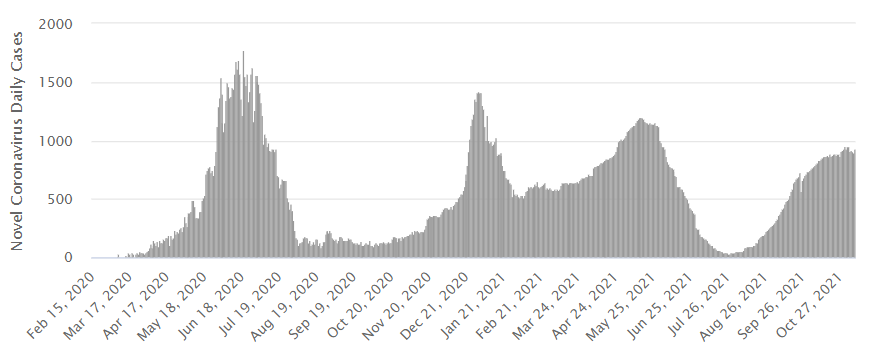 Novel Coronavirus Daily Cases
2000
1500
1000
500
0
Feb 15, 2020
Mar 17, 2020
Apr 17, 2020
May 18, 2020
Jun 18, 2020
Jul 19, 2020
Aug 19, 2020
Sep 19, 2020
Oct 20, 2020
Nov 20, 2020
Dec 21, 2020
Jan 21, 2021
Feb 21, 2021
Mar 24, 2021
Apr 24, 2021
May 25, 2021
Jun 25, 2021
Jul 26, 2021
Aug 26, 2021
Sep 26, 2021
Oct 27, 2021